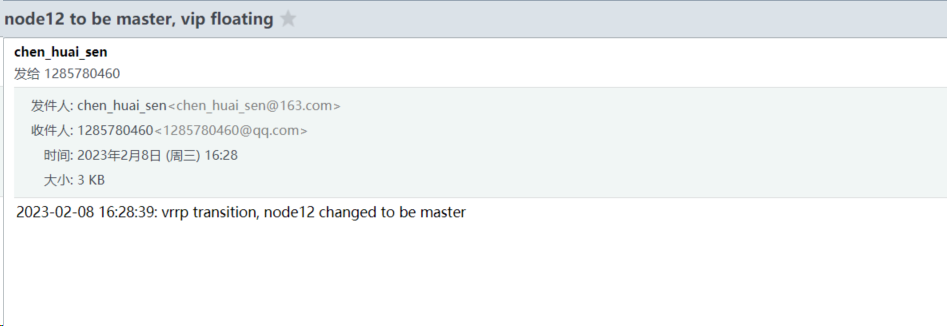 node12 to be master, vip floating
chen_huai_sen
发给 1285780460
发件人: chen_huai_sen<chen_huai_sen@163.com>
收件人: 1285780460<1285780460@qq.com>
时间: 2023年2月8日 (周三) 16:28
大小: 3 KB
2023-02-08 16:28:39: vrrp transition, node12 changed to be master